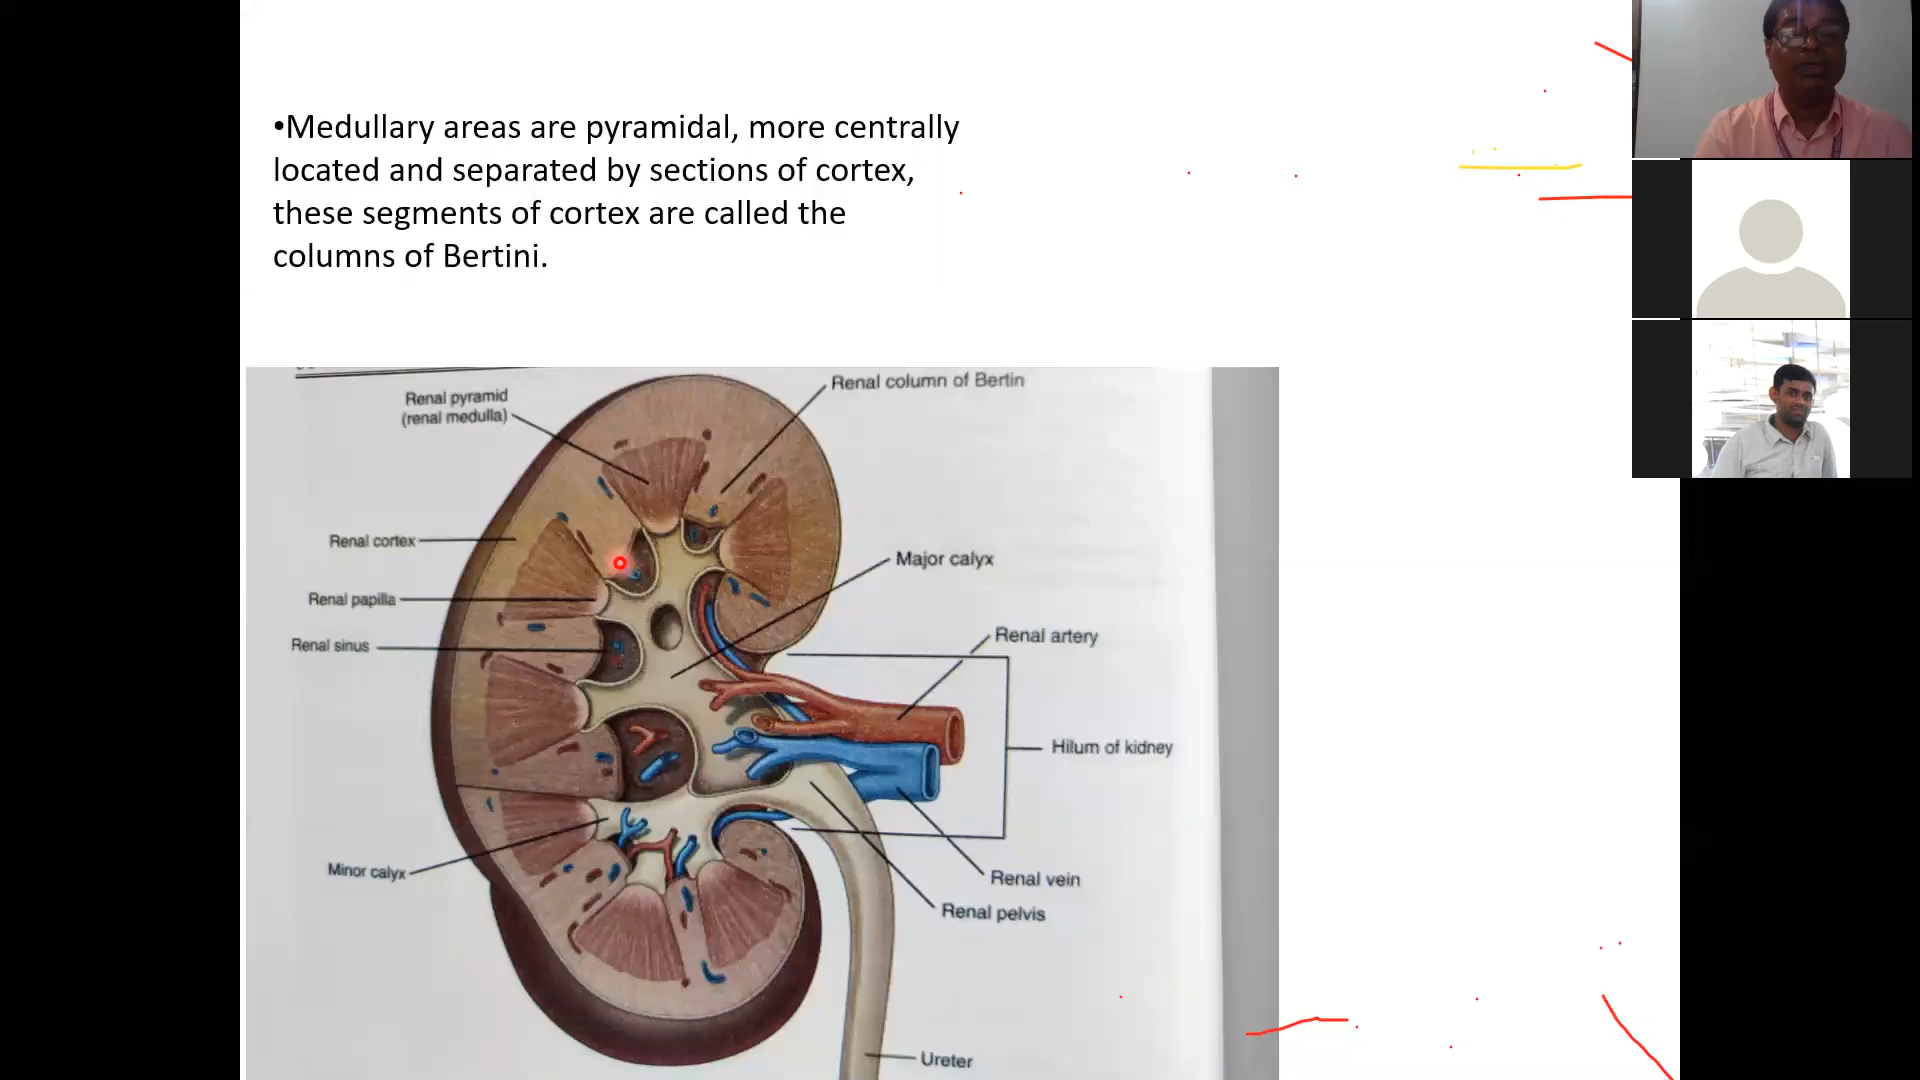 •Medullary areas are pyramidal, more centrally
located and separated by sections of cortex,
these segments of cortex are called the
columns of Bertini.
Renal pyramid
(renal medulla)
Renal column of Bertin
Renal cortex
Major calyx
Renal papilla
Renal artery
Renal sinus
Hilum of kidney
Minor calyx
Renal vein
Renal pelvis
Ureter